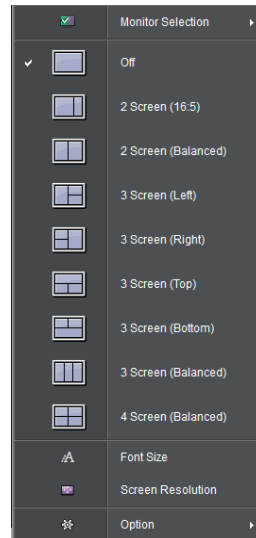 Monitor Selection
Off
2 Screen (16:5)
2 Screen (Balanced)
3 Screen (Left)
3 Screen (Right)
3 Screen (Top)
3 Screen (Bottom)
3 Screen (Balanced)
4 Screen (Balanced)
Font Size
Screen Resolution
Option